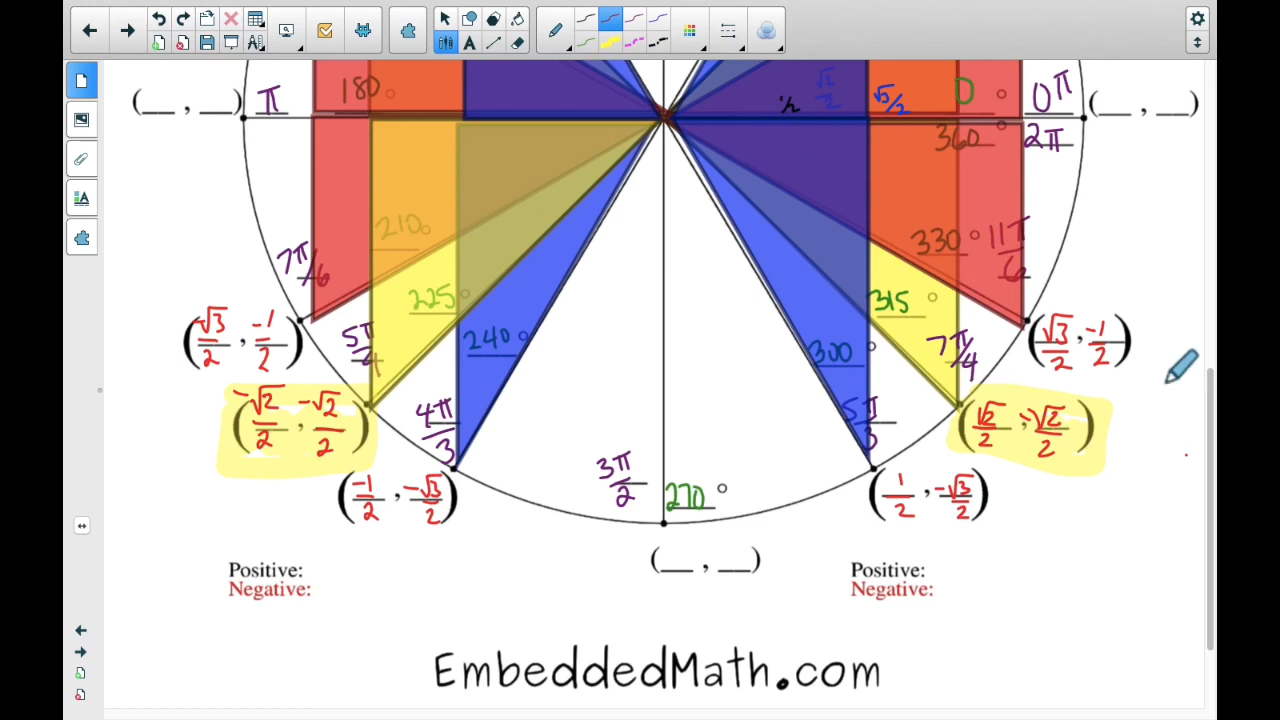 (__ , __) π 180° 1/2 √2/2 √3/2 0° 0π (__ , __)
360° 2π
210° 330° 11π/6
7π/6
225° 315°
(-√3/2 , -1/2) 5π/4 240° 300° 7π/4 (√3/2 , -1/2)
(-√2/2 , -√2/2) 4π/3 5π/3 (√2/2 , -√2/2)
(-1/2 , -√3/2) 3π/2 270° (1/2 , -√3/2)
(__ , __)
Positive: Positive:
Negative: Negative:
EmbeddedMath.com